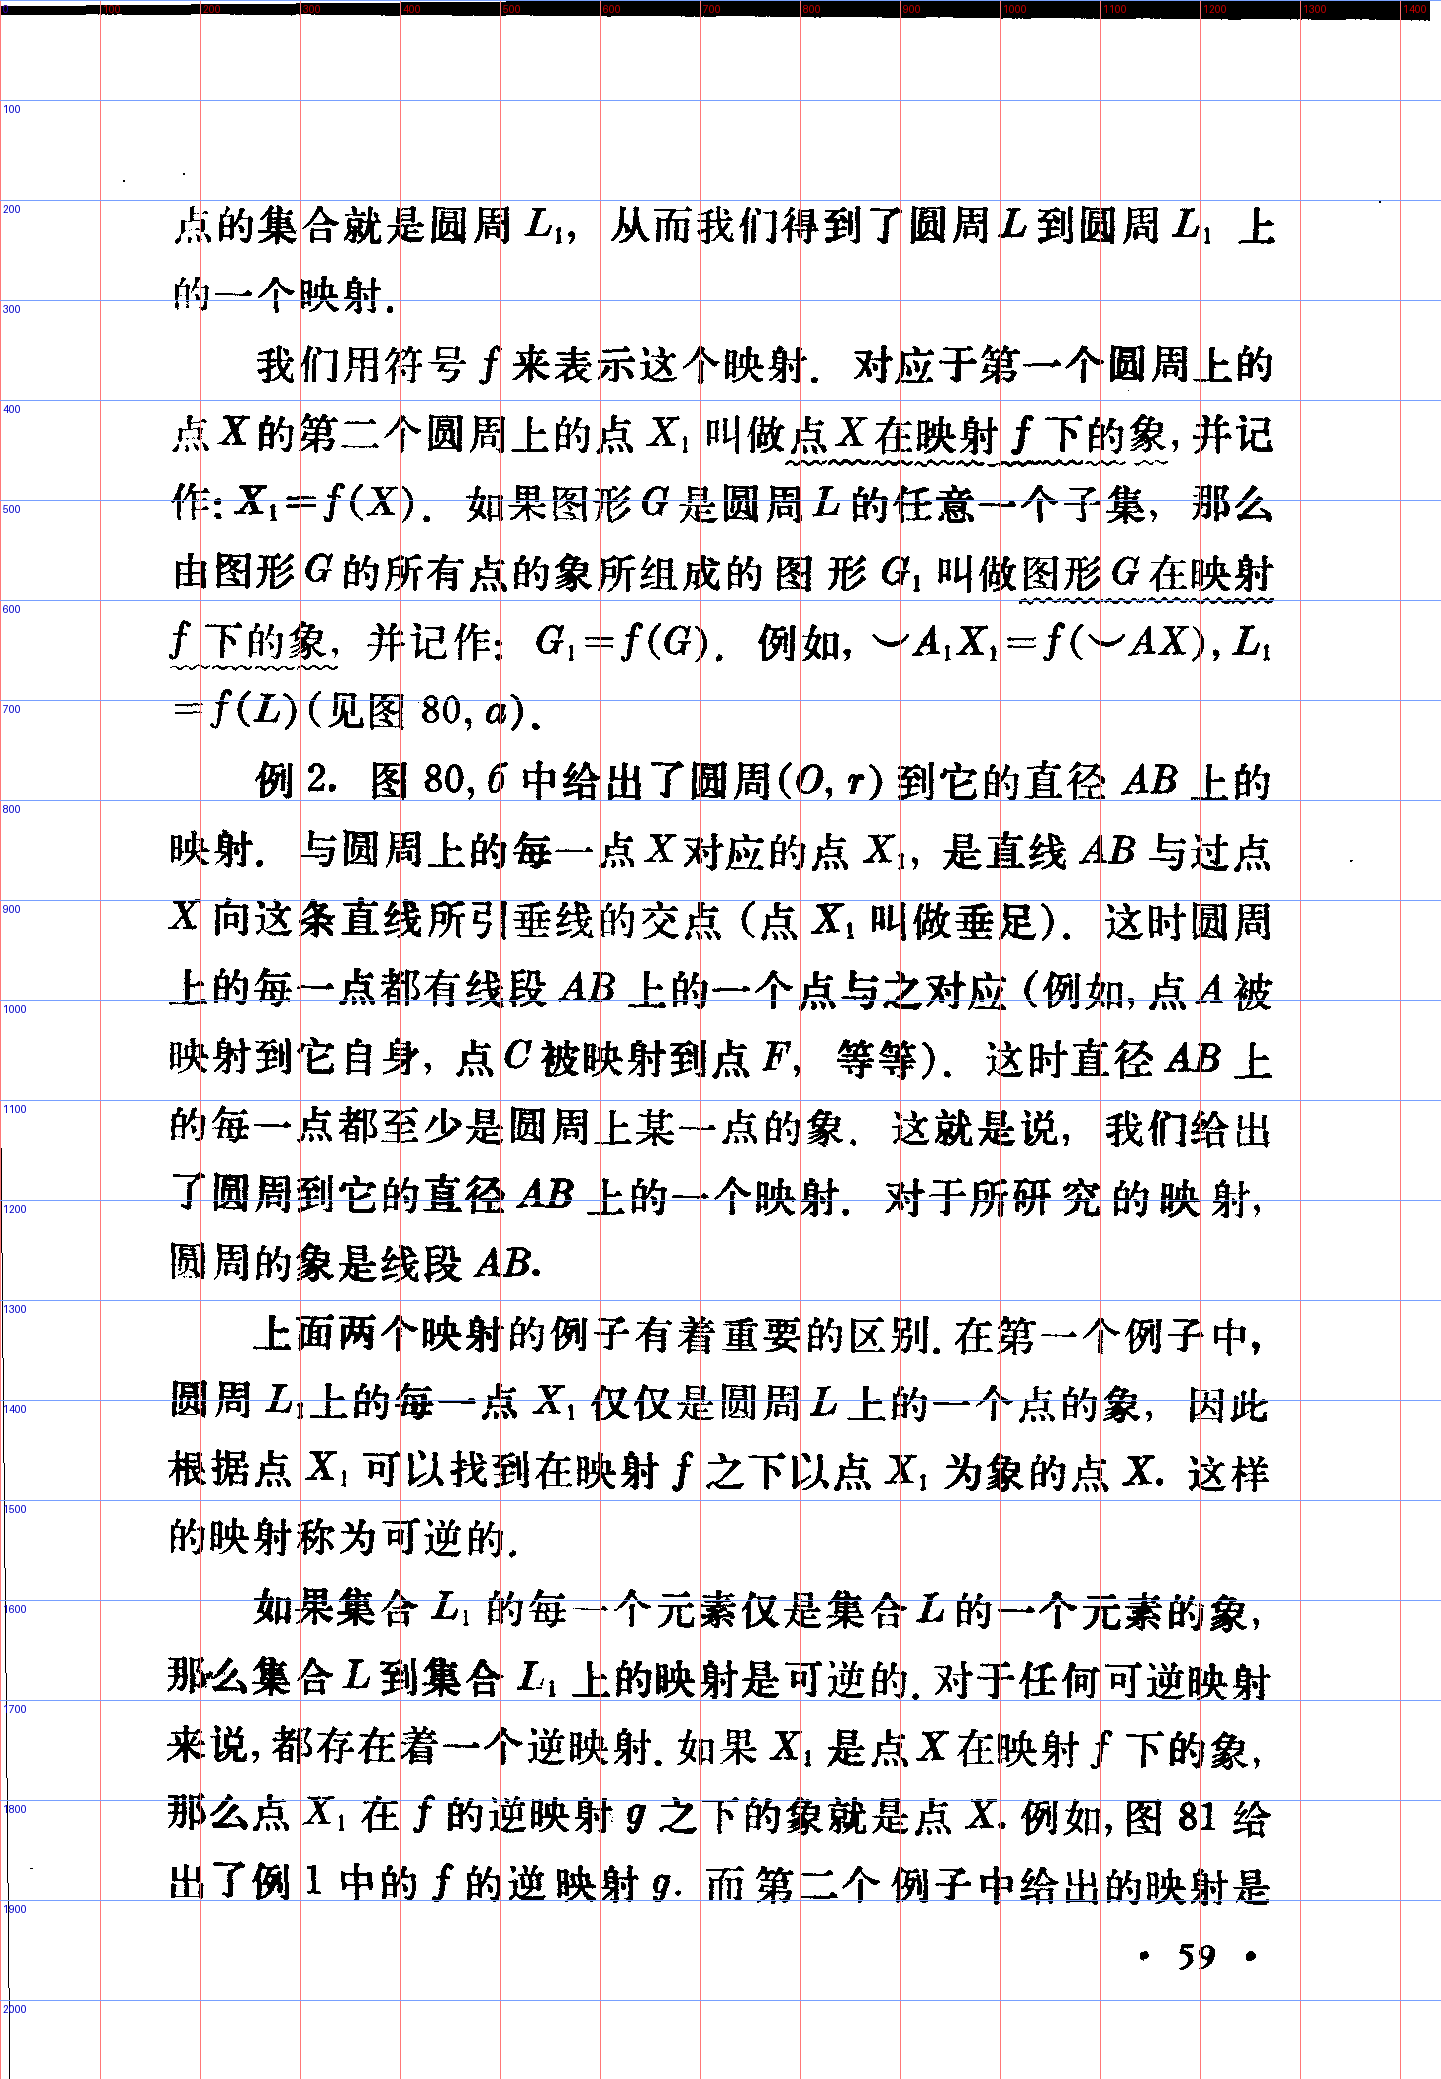 点的集合就是圆周 L₁, 从而我们得到了圆周 L 到圆周 L₁ 上
的一个映射.
我们用符号 f 来表示这个映射. 对应于第一个圆周上的
点 X 的第二个圆周上的点 X₁ 叫做点 X 在映射 f 下的象, 并记
作: X₁=f(X). 如果图形 G 是圆周 L 的任意一个子集, 那么
由图形 G 的所有点的象所组成的图形 G₁ 叫做图形 G 在映射
f 下的象, 并记作: G₁=f(G). 例如, ⌣A₁X₁=f(⌣AX), L₁
=f(L)(见图 80, a).
例 2. 图 80, б 中给出了圆周(O, r) 到它的直径 AB 上的
映射. 与圆周上的每一点 X 对应的点 X₁, 是直线 AB 与过点
X 向这条直线所引垂线的交点 (点 X₁ 叫做垂足). 这时圆周
上的每一点都有线段 AB 上的一个点与之对应 (例如, 点 A 被
映射到它自身, 点 C 被映射到点 F, 等等). 这时直径 AB 上
的每一点都至少是圆周上某一点的象. 这就是说, 我们给出
了圆周到它的直径 AB 上的一个映射. 对于所研究的映射,
圆周的象是线段 AB.
上面两个映射的例子有着重要的区别. 在第一个例子中,
圆周 L₁ 上的每一点 X₁ 仅仅是圆周 L 上的一个点的象, 因此
根据点 X₁ 可以找到在映射 f 之下以点 X₁ 为象的点 X. 这样
的映射称为可逆的.
如果集合 L₁ 的每一个元素仅是集合 L 的一个元素的象,
那么集合 L 到集合 L₁ 上的映射是可逆的. 对于任何可逆映射
来说, 都存在着一个逆映射. 如果 X₁ 是点 X 在映射 f 下的象,
那么点 X₁ 在 f 的逆映射 g 之下的象就是点 X. 例如, 图 81 给
出了例 1 中的 f 的逆映射 g. 而第二个例子中给出的映射是
• 59 •